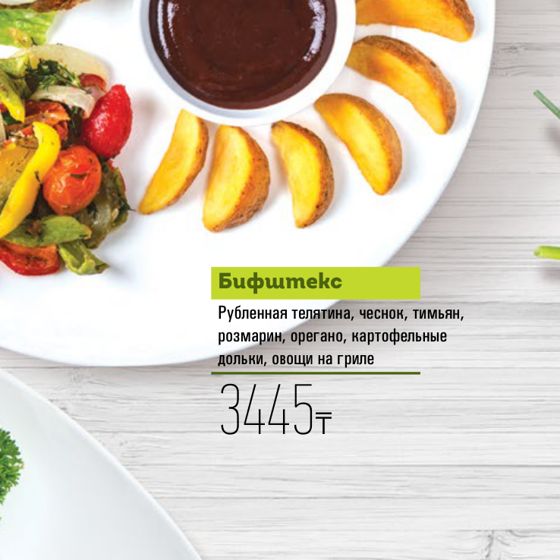 Бифштекс
Рубленная телятина, чеснок, тимьян,
розмарин, орегано, картофельные
дольки, овощи на гриле
3445₸